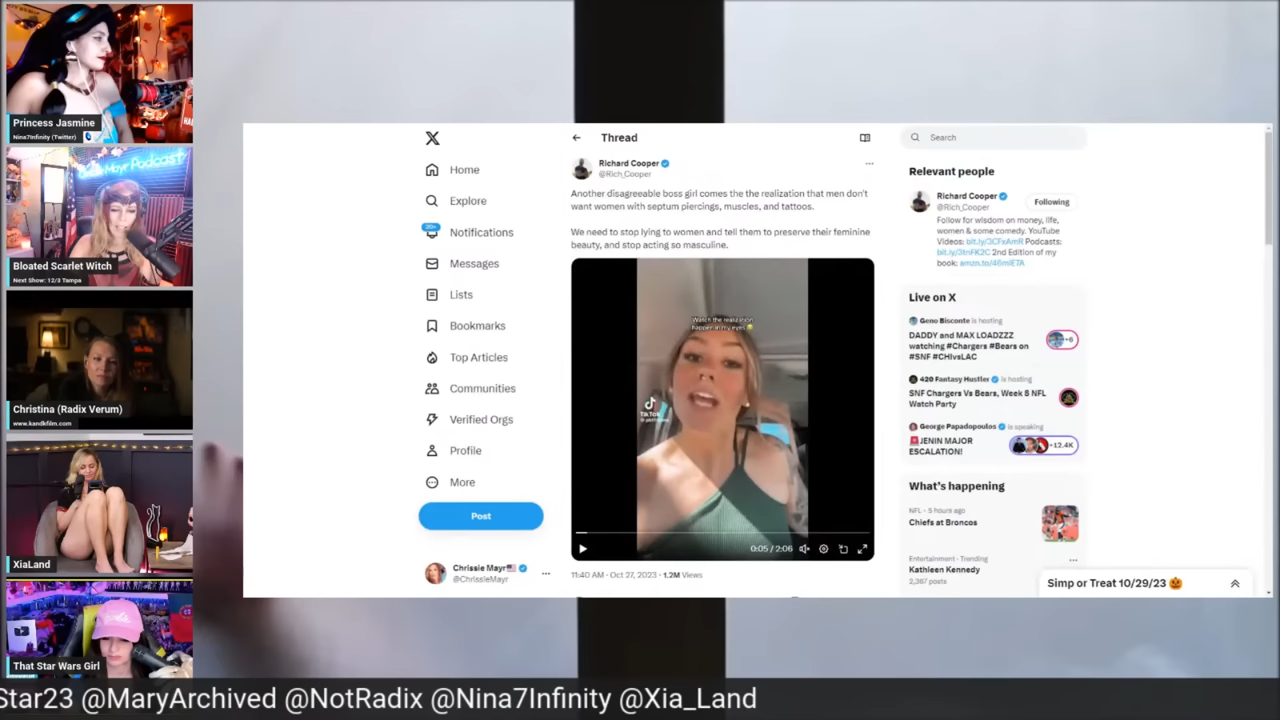 Princess Jasmine
Nina7Infinity (Twitter)
Mayr Podcast
Bloated Scarlet Witch
Next Show: 12/3 Tampa
Christina (Radix Verum)
www.kandkfilm.com
XiaLand
That Star Wars Girl
X
Home
Explore
20+
Notifications
Messages
Lists
Bookmarks
Top Articles
Communities
Verified Orgs
Profile
More
Post
Chrissie Mayr
@ChrissieMayr
Thread
Richard Cooper
@Rich_Cooper
Another disagreeable boss girl comes the the realization that men don't
want women with septum piercings, muscles, and tattoos.
We need to stop lying to women and tell them to preserve their feminine
beauty, and stop acting so masculine.
Watch the realization
happen in my eyes
TikTok
0:05 / 2:06
11:40 AM · Oct 27, 2023 · 1.2M Views
Search
Relevant people
Richard Cooper
@Rich_Cooper
Following
Follow for wisdom on money, life,
women & some comedy. YouTube
Videos: bit.ly/3CFxAmR Podcasts:
bit.ly/3tnFK2C 2nd Edition of my
book: amzn.to/46mIE7A
Live on X
Geno Bisconte is hosting
DADDY and MAX LOADZZZ
watching #Chargers #Bears on
#SNF #CHIvsLAC
+6
420 Fantasy Hustler is hosting
SNF Chargers Vs Bears, Week 8 NFL
Watch Party
George Papadopoulos is speaking
JENIN MAJOR
ESCALATION!
+12.4K
What's happening
NFL · 5 hours ago
Chiefs at Broncos
Entertainment · Trending
Kathleen Kennedy
2,367 posts
Simp or Treat 10/29/23
Star23 @MaryArchived @NotRadix @Nina7Infinity @Xia_Land